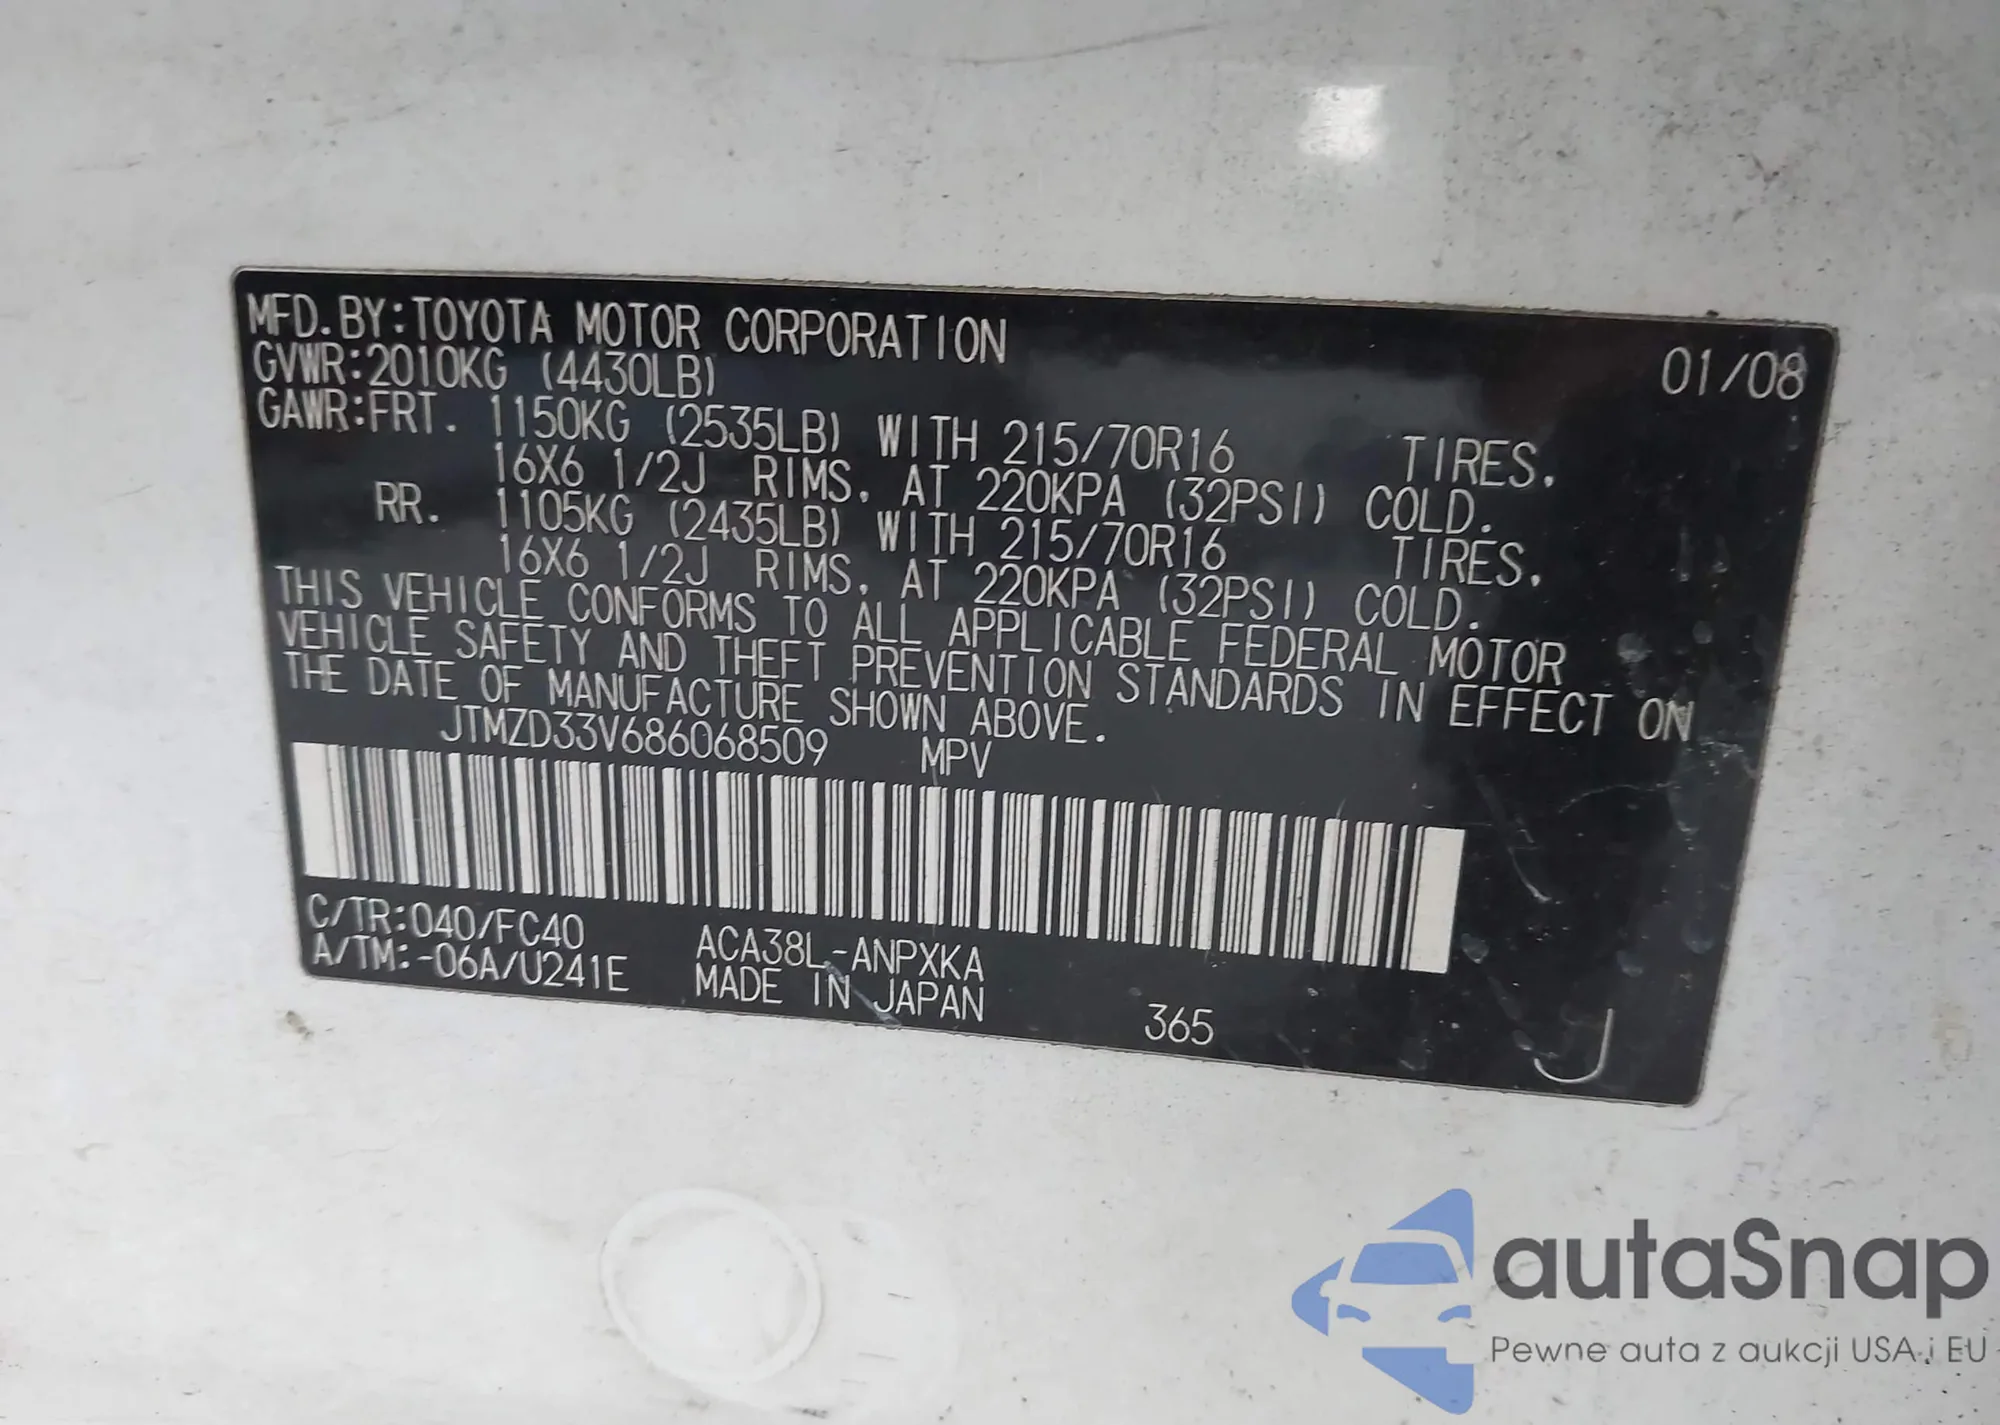 MFD.BY:TOYOTA MOTOR CORPORATION 01/08
GVWR:2010KG (4430LB)
GAWR:FRT. 1150KG (2535LB) WITH 215/70R16 TIRES.
16X6 1/2J RIMS, AT 220KPA (32PSI) COLD.
RR. 1105KG (2435LB) WITH 215/70R16 TIRES,
16X6 1/2J RIMS, AT 220KPA (32PSI) COLD.
THIS VEHICLE CONFORMS TO ALL APPLICABLE FEDERAL MOTOR
VEHICLE SAFETY AND THEFT PREVENTION STANDARDS IN EFFECT ON
THE DATE OF MANUFACTURE SHOWN ABOVE.
JTMZD33V686068509 MPV
C/TR:040/FC40 ACA38L-ANPXKA
A/TM:-06A/U241E MADE IN JAPAN 365 J
autaSnap
Pewne auta z aukcji USA i EU